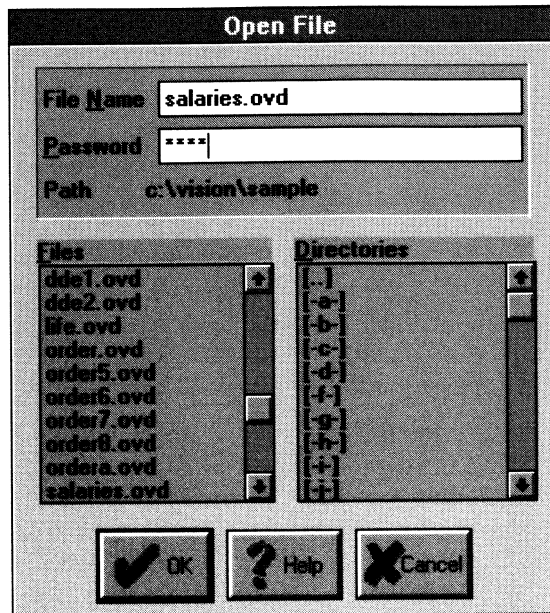 Open File
File Name salaries.ovd
Password ****
Path c:\vision\sample
Files
dde1.ovd
dde2.ovd
life.ovd
order.ovd
order5.ovd
order6.ovd
order7.ovd
order8.ovd
ordera.ovd
salaries.ovd
Directories
[..]
[-a-]
[-b-]
[-c-]
[-d-]
[-f-]
[-g-]
[-h-]
[-i-]
[-j-]
OK
Help
Cancel